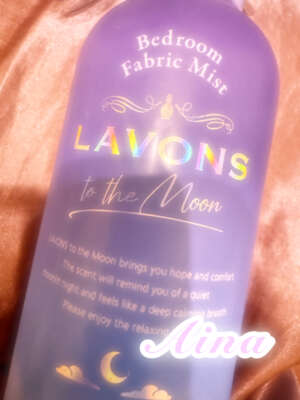 Bedroom
Fabric Mist
LAVONS
to the Moon
LAVONS to the Moon brings you hope and comfort
The scent will remind you of a quiet
night and feels like a deep calming breath
Please enjoy the relaxing
Aina